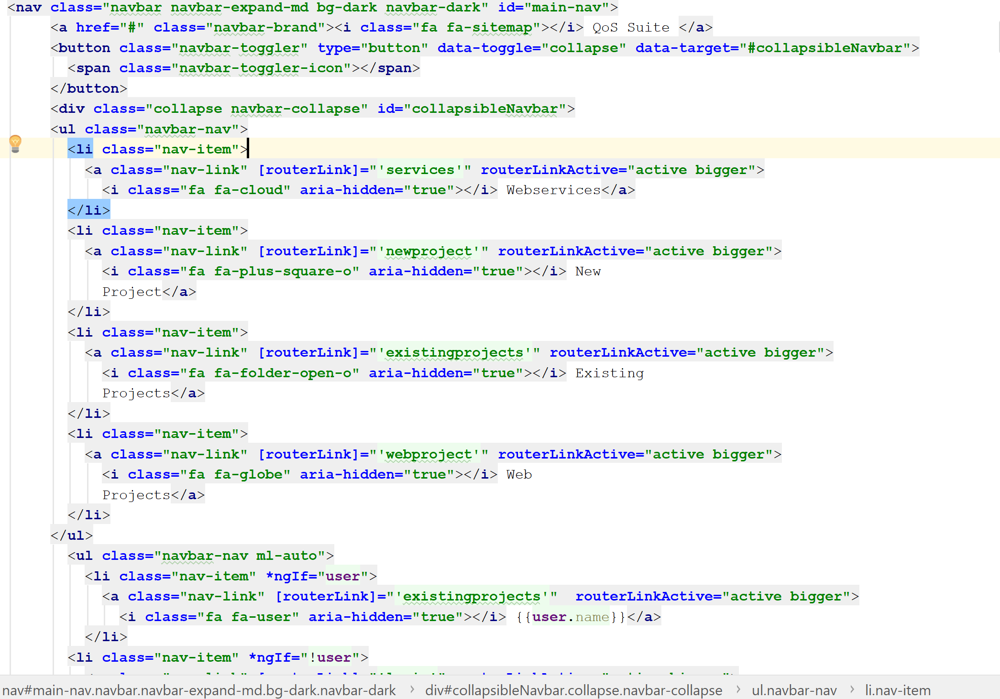 <nav class="navbar navbar-expand-md bg-dark navbar-dark" id="main-nav">
<a href="#" class="navbar-brand"><i class="fa fa-sitemap"></i> QoS Suite </a>
<button class="navbar-toggler" type="button" data-toggle="collapse" data-target="#collapsibleNavbar">
<span class="navbar-toggler-icon"></span>
</button>
<div class="collapse navbar-collapse" id="collapsibleNavbar">
<ul class="navbar-nav">
<li class="nav-item">
<a class="nav-link" [routerLink]="'services'" routerLinkActive="active bigger">
<i class="fa fa-cloud" aria-hidden="true"></i> Webservices</a>
</li>
<li class="nav-item">
<a class="nav-link" [routerLink]="'newproject'" routerLinkActive="active bigger">
<i class="fa fa-plus-square-o" aria-hidden="true"></i> New
Project</a>
</li>
<li class="nav-item">
<a class="nav-link" [routerLink]="'existingprojects'" routerLinkActive="active bigger">
<i class="fa fa-folder-open-o" aria-hidden="true"></i> Existing
Projects</a>
</li>
<li class="nav-item">
<a class="nav-link" [routerLink]="'webproject'" routerLinkActive="active bigger">
<i class="fa fa-globe" aria-hidden="true"></i> Web
Projects</a>
</li>
</ul>
<ul class="navbar-nav ml-auto">
<li class="nav-item" *ngIf="user">
<a class="nav-link" [routerLink]="'existingprojects'"  routerLinkActive="active bigger">
<i class="fa fa-user" aria-hidden="true"></i> {{user.name}}</a>
</li>
<li class="nav-item" *ngIf="!user">
nav#main-nav.navbar.navbar-expand-md.bg-dark.navbar-dark › div#collapsibleNavbar.collapse.navbar-collapse › ul.navbar-nav › li.nav-item